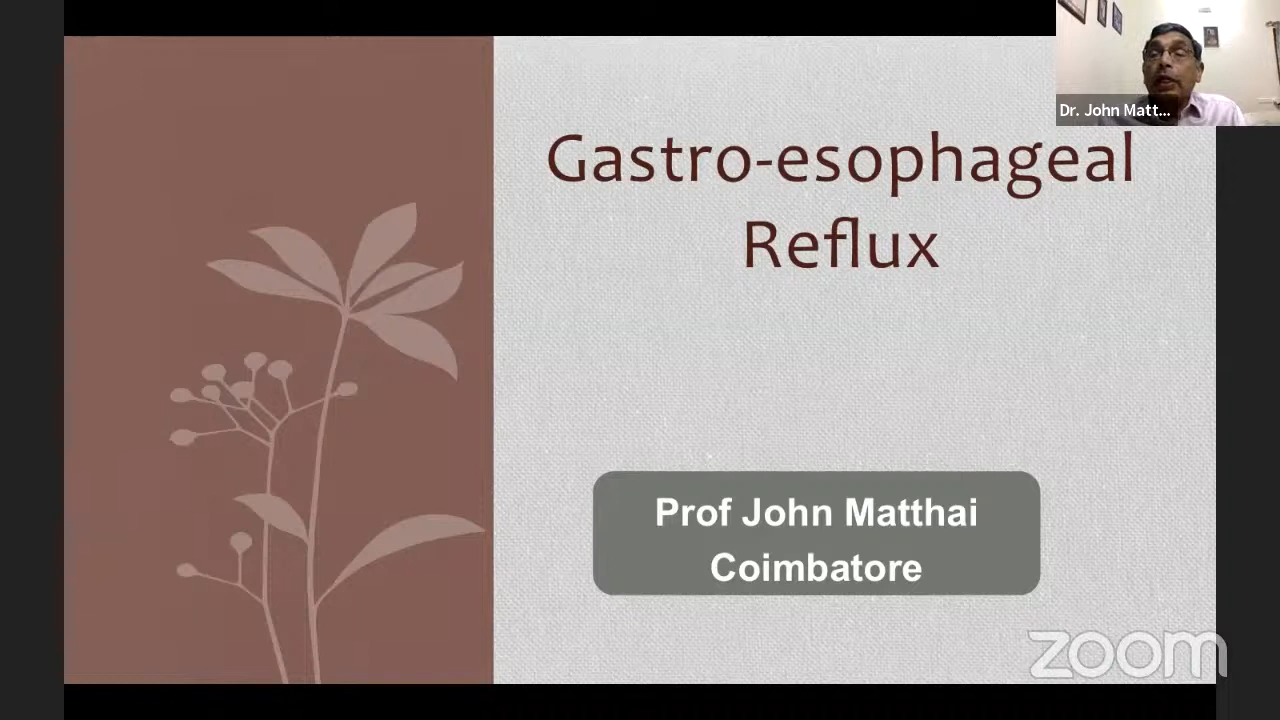 Dr. John Matt...
Gastro-esophageal
Reflux
Prof John Matthai
Coimbatore
zoom